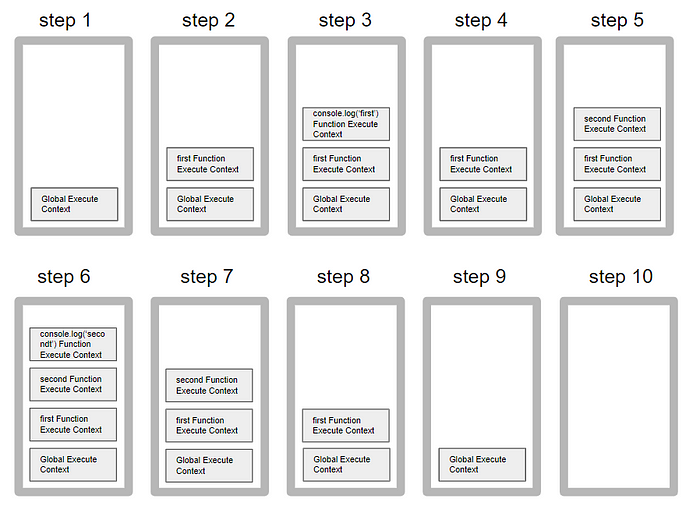 step 1
step 2
step 3
step 4
step 5
Global Execute
Context
first Function
Execute Context
Global Execute
Context
console.log('first')
Function Execute
Context
first Function
Execute Context
Global Execute
Context
first Function
Execute Context
Global Execute
Context
second Function
Execute Context
first Function
Execute Context
Global Execute
Context
step 6
step 7
step 8
step 9
step 10
console.log('seco
ndt') Function
Execute Context
second Function
Execute Context
first Function
Execute Context
Global Execute
Context
second Function
Execute Context
first Function
Execute Context
Global Execute
Context
first Function
Execute Context
Global Execute
Context
Global Execute
Context